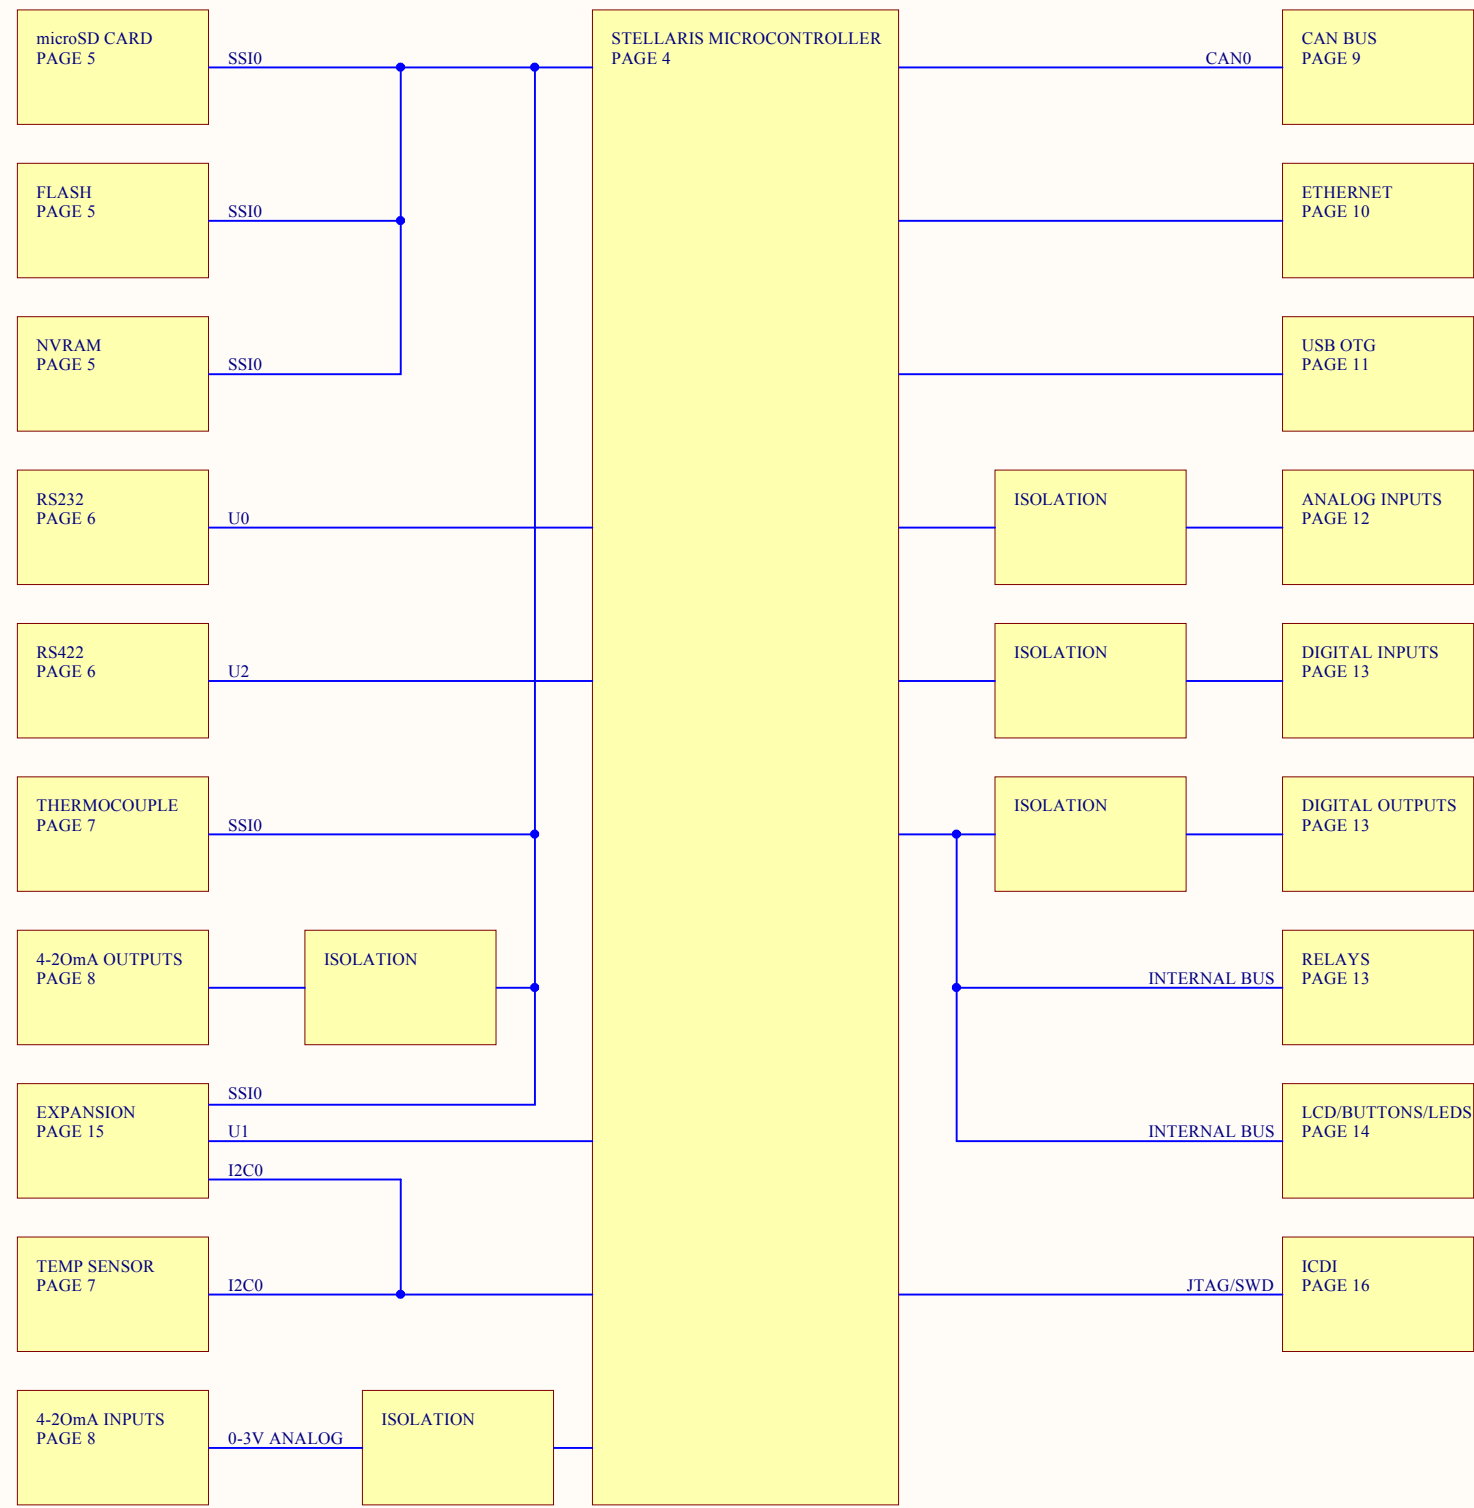 microSD CARD
PAGE 5
SSI0
STELLARIS MICROCONTROLLER
PAGE 4
CAN0
CAN BUS
PAGE 9
FLASH
PAGE 5
SSI0
ETHERNET
PAGE 10
NVRAM
PAGE 5
SSI0
USB OTG
PAGE 11
RS232
PAGE 6
U0
ISOLATION
ANALOG INPUTS
PAGE 12
RS422
PAGE 6
U2
ISOLATION
DIGITAL INPUTS
PAGE 13
THERMOCOUPLE
PAGE 7
SSI0
ISOLATION
DIGITAL OUTPUTS
PAGE 13
4-2OmA OUTPUTS
PAGE 8
ISOLATION
INTERNAL BUS
RELAYS
PAGE 13
EXPANSION
PAGE 15
SSI0
U1
I2C0
INTERNAL BUS
LCD/BUTTONS/LEDS
PAGE 14
TEMP SENSOR
PAGE 7
I2C0
JTAG/SWD
ICDI
PAGE 16
4-2OmA INPUTS
PAGE 8
0-3V ANALOG
ISOLATION